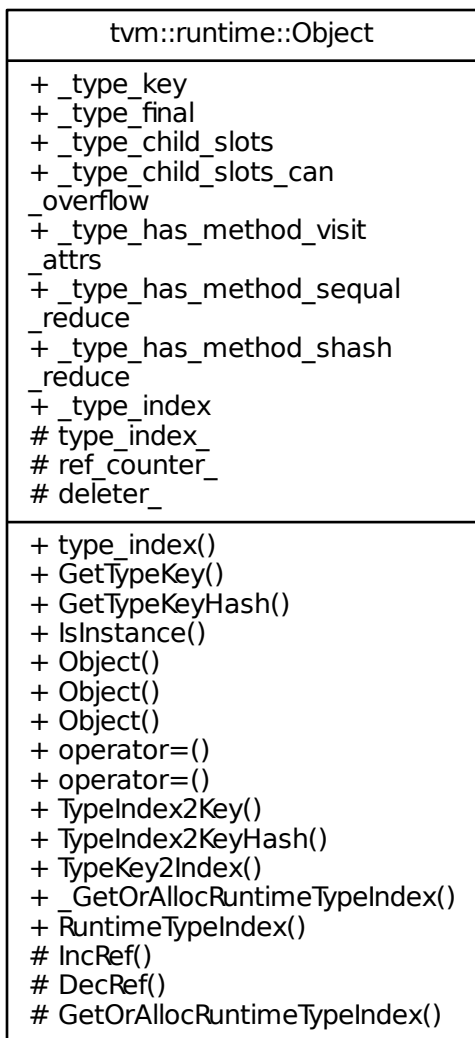 tvm::runtime::Object
+ _type_key
+ _type_final
+ _type_child_slots
+ _type_child_slots_can
_overflow
+ _type_has_method_visit
_attrs
+ _type_has_method_sequal
_reduce
+ _type_has_method_shash
_reduce
+ _type_index
# type_index_
# ref_counter_
# deleter_
+ type_index()
+ GetTypeKey()
+ GetTypeKeyHash()
+ IsInstance()
+ Object()
+ Object()
+ Object()
+ operator=()
+ operator=()
+ TypeIndex2Key()
+ TypeIndex2KeyHash()
+ TypeKey2Index()
+ _GetOrAllocRuntimeTypeIndex()
+ RuntimeTypeIndex()
# IncRef()
# DecRef()
# GetOrAllocRuntimeTypeIndex()